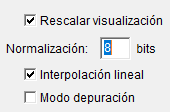 Rescalar visualización
Normalización: 8 bits
Interpolación lineal
Modo depuración